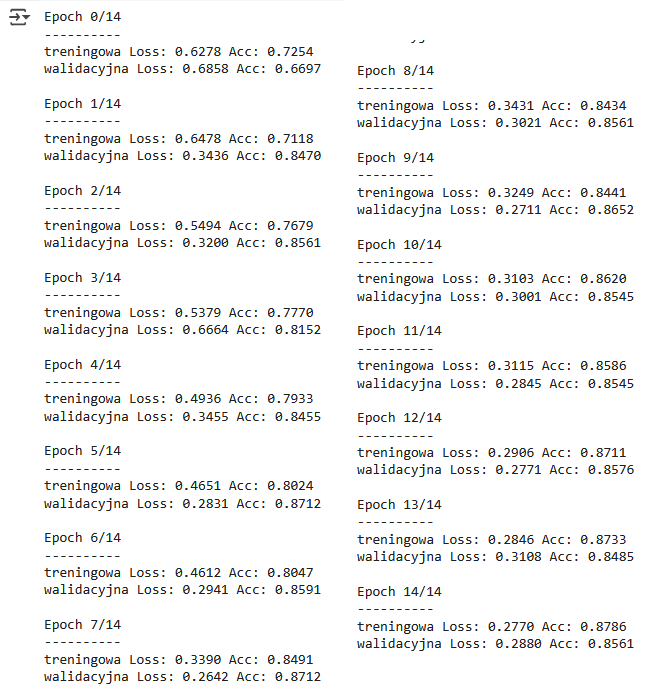 Epoch 0/14
----------
treningowa Loss: 0.6278 Acc: 0.7254
walidacyjna Loss: 0.6858 Acc: 0.6697
Epoch 1/14
----------
treningowa Loss: 0.6478 Acc: 0.7118
walidacyjna Loss: 0.3436 Acc: 0.8470
Epoch 2/14
----------
treningowa Loss: 0.5494 Acc: 0.7679
walidacyjna Loss: 0.3200 Acc: 0.8561
Epoch 3/14
----------
treningowa Loss: 0.5379 Acc: 0.7770
walidacyjna Loss: 0.6664 Acc: 0.8152
Epoch 4/14
----------
treningowa Loss: 0.4936 Acc: 0.7933
walidacyjna Loss: 0.3455 Acc: 0.8455
Epoch 5/14
----------
treningowa Loss: 0.4651 Acc: 0.8024
walidacyjna Loss: 0.2831 Acc: 0.8712
Epoch 6/14
----------
treningowa Loss: 0.4612 Acc: 0.8047
walidacyjna Loss: 0.2941 Acc: 0.8591
Epoch 7/14
----------
treningowa Loss: 0.3390 Acc: 0.8491
walidacyjna Loss: 0.2642 Acc: 0.8712
Epoch 8/14
----------
treningowa Loss: 0.3431 Acc: 0.8434
walidacyjna Loss: 0.3021 Acc: 0.8561
Epoch 9/14
----------
treningowa Loss: 0.3249 Acc: 0.8441
walidacyjna Loss: 0.2711 Acc: 0.8652
Epoch 10/14
----------
treningowa Loss: 0.3103 Acc: 0.8620
walidacyjna Loss: 0.3001 Acc: 0.8545
Epoch 11/14
----------
treningowa Loss: 0.3115 Acc: 0.8586
walidacyjna Loss: 0.2845 Acc: 0.8545
Epoch 12/14
----------
treningowa Loss: 0.2906 Acc: 0.8711
walidacyjna Loss: 0.2771 Acc: 0.8576
Epoch 13/14
----------
treningowa Loss: 0.2846 Acc: 0.8733
walidacyjna Loss: 0.3108 Acc: 0.8485
Epoch 14/14
----------
treningowa Loss: 0.2770 Acc: 0.8786
walidacyjna Loss: 0.2880 Acc: 0.8561